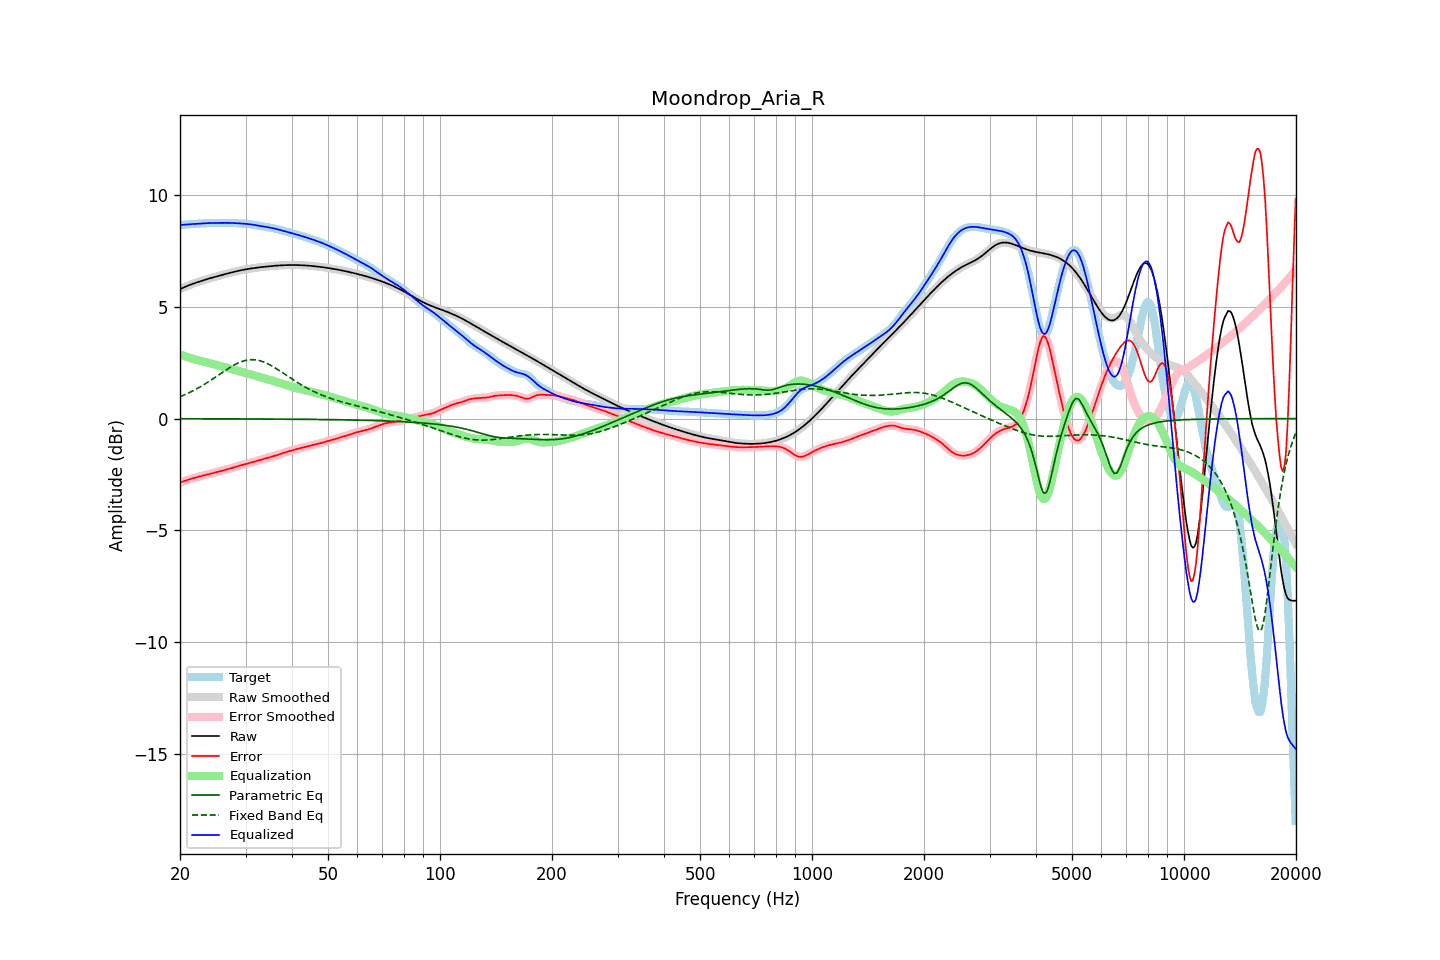 Moondrop_Aria_R
Amplitude (dBr)
10
5
0
−5
−10
−15
Target
Raw Smoothed
Error Smoothed
Raw
Error
Equalization
Parametric Eq
Fixed Band Eq
Equalized
20 50 100 200 500 1000 2000 5000 10000 20000
Frequency (Hz)